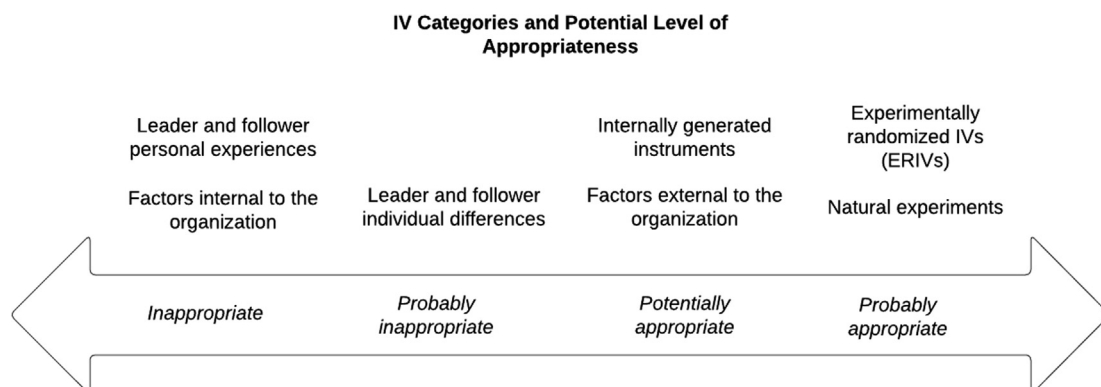 IV Categories and Potential Level of
Appropriateness
Leader and follower
personal experiences
Factors internal to the
organization
Leader and follower
individual differences
Internally generated
instruments
Factors external to the
organization
Experimentally
randomized IVs
(ERIVs)
Natural experiments
Inappropriate
Probably
inappropriate
Potentially
appropriate
Probably
appropriate